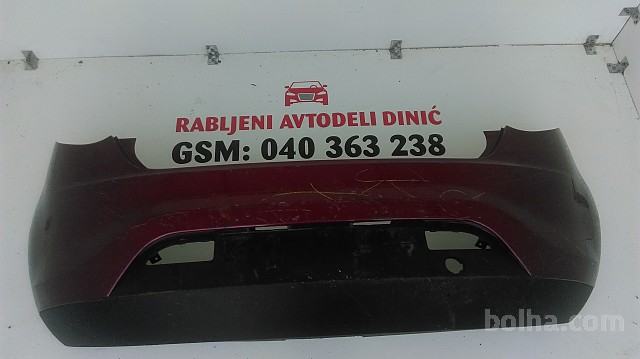 RABLJENI AVTODELI DINIĆ
GSM: 040 363 238
bolha.com